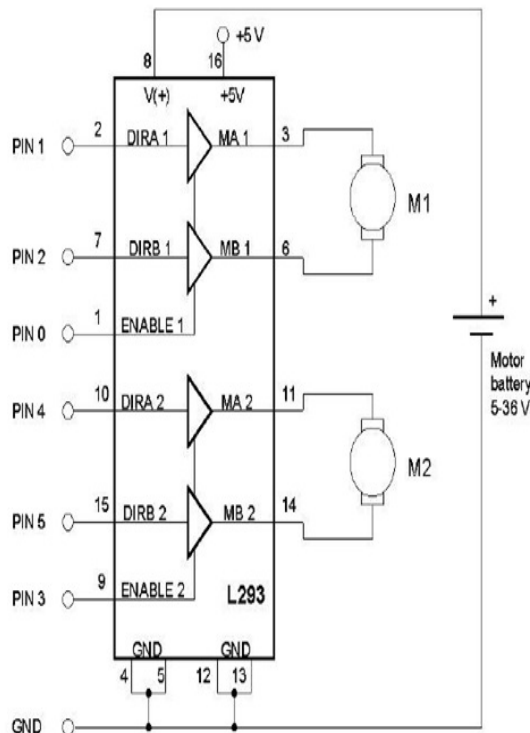 +5 V
8 16
V(+) +5V
PIN 1 2 DIRA 1 MA 1 3
M1
PIN 2 7 DIRB 1 MB 1 6
PIN 0 1 ENABLE 1
+
Motor
battery
5-36 V
PIN 4 10 DIRA 2 MA 2 11
M2
PIN 5 15 DIRB 2 MB 2 14
PIN 3 9 ENABLE 2 L293
GND GND
4 5 12 13
GND